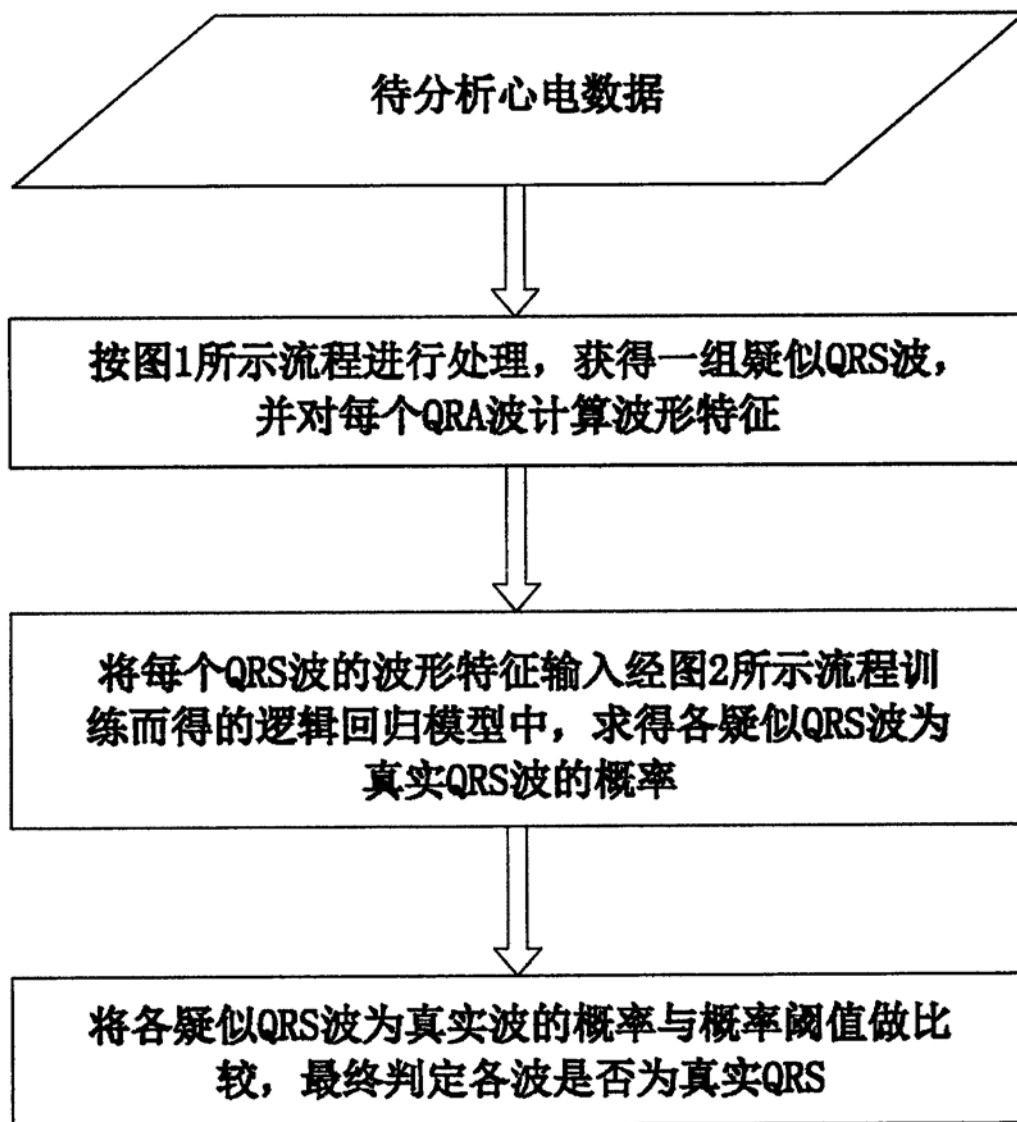 待分析心电数据
按图1所示流程进行处理，获得一组疑似QRS波，
并对每个QRA波计算波形特征
将每个QRS波的波形特征输入经图2所示流程训
练而得的逻辑回归模型中，求得各疑似QRS波为
真实QRS波的概率
将各疑似QRS波为真实波的概率与概率阈值做比
较，最终判定各波是否为真实QRS